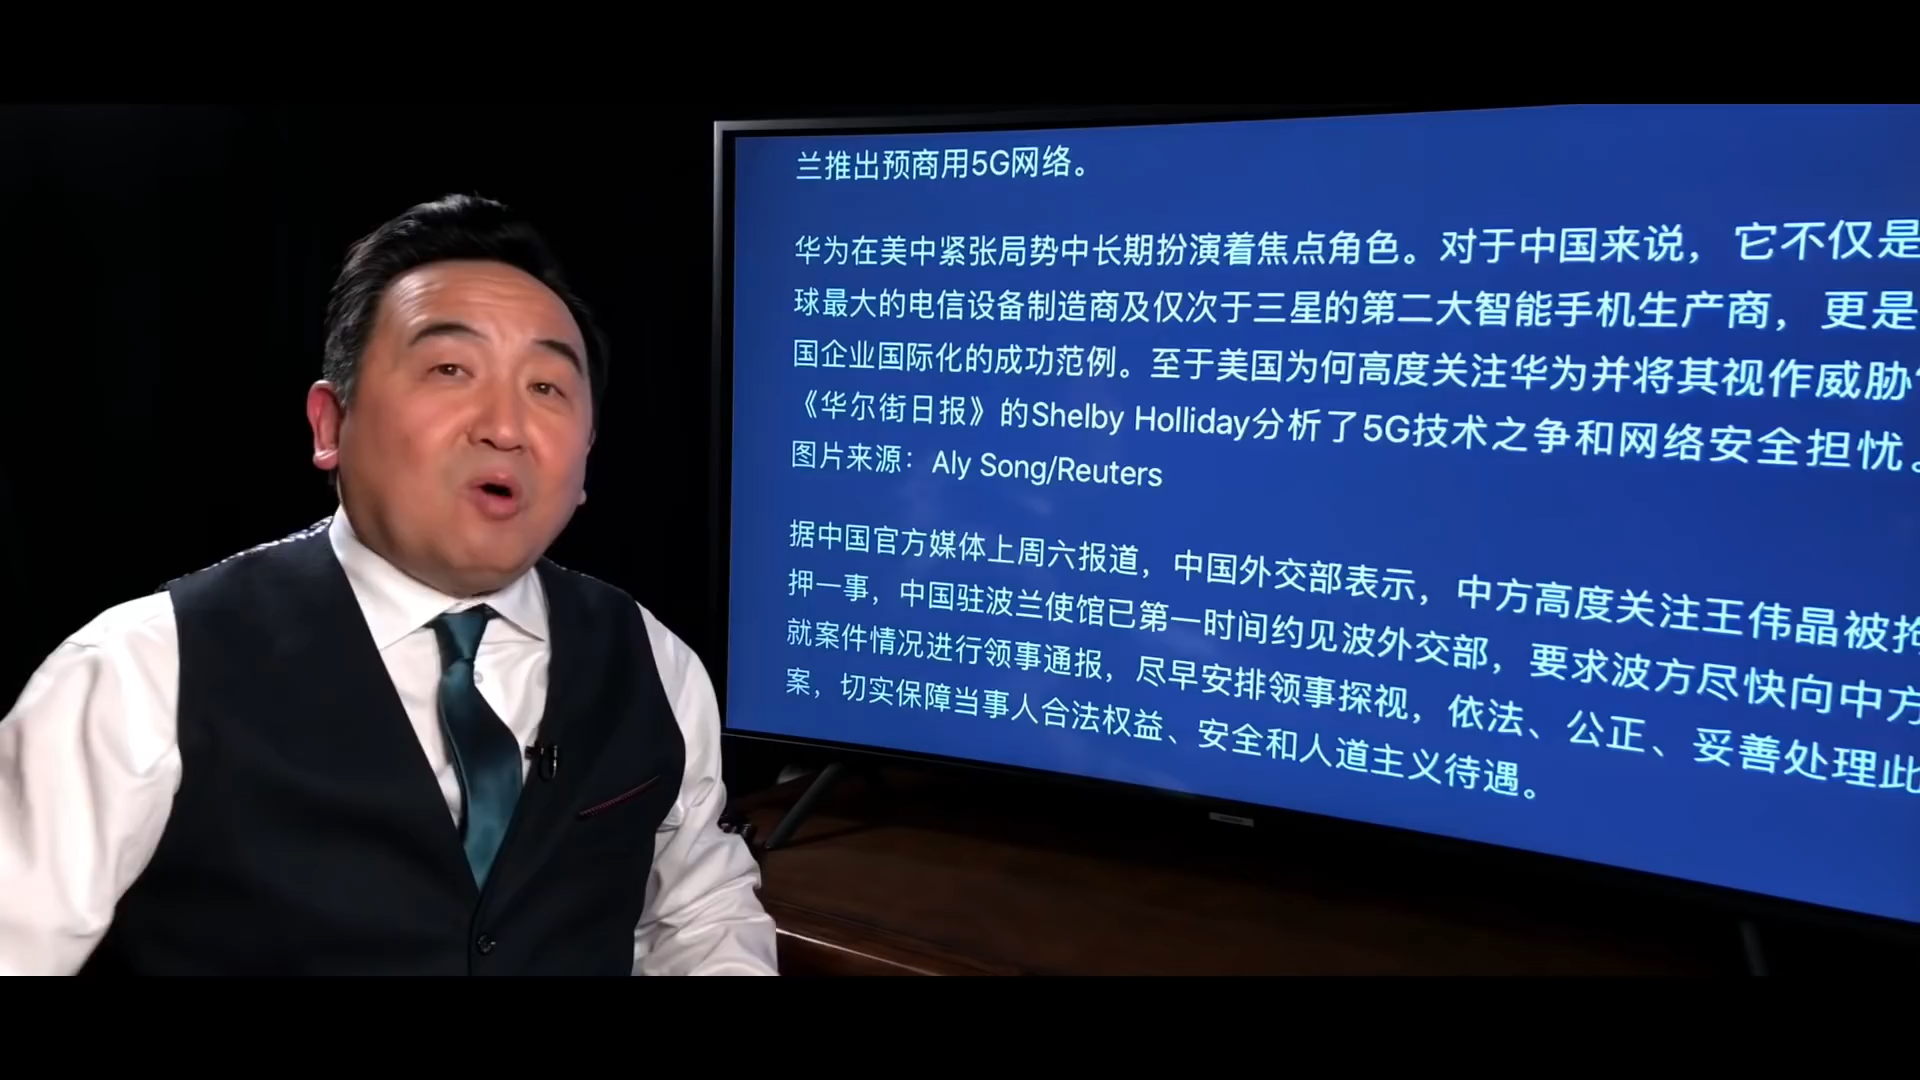 兰推出预商用5G网络。
华为在美中紧张局势中长期扮演着焦点角色。对于中国来说，它不仅是
球最大的电信设备制造商及仅次于三星的第二大智能手机生产商，更是
国企业国际化的成功范例。至于美国为何高度关注华为并将其视作威胁
《华尔街日报》的Shelby Holliday分析了5G技术之争和网络安全担忧。
图片来源：Aly Song/Reuters
据中国官方媒体上周六报道，中国外交部表示，中方高度关注王伟晶被拘
押一事，中国驻波兰使馆已第一时间约见波外交部，要求波方尽快向中方
就案件情况进行领事通报，尽早安排领事探视，依法、公正、妥善处理此
案，切实保障当事人合法权益、安全和人道主义待遇。